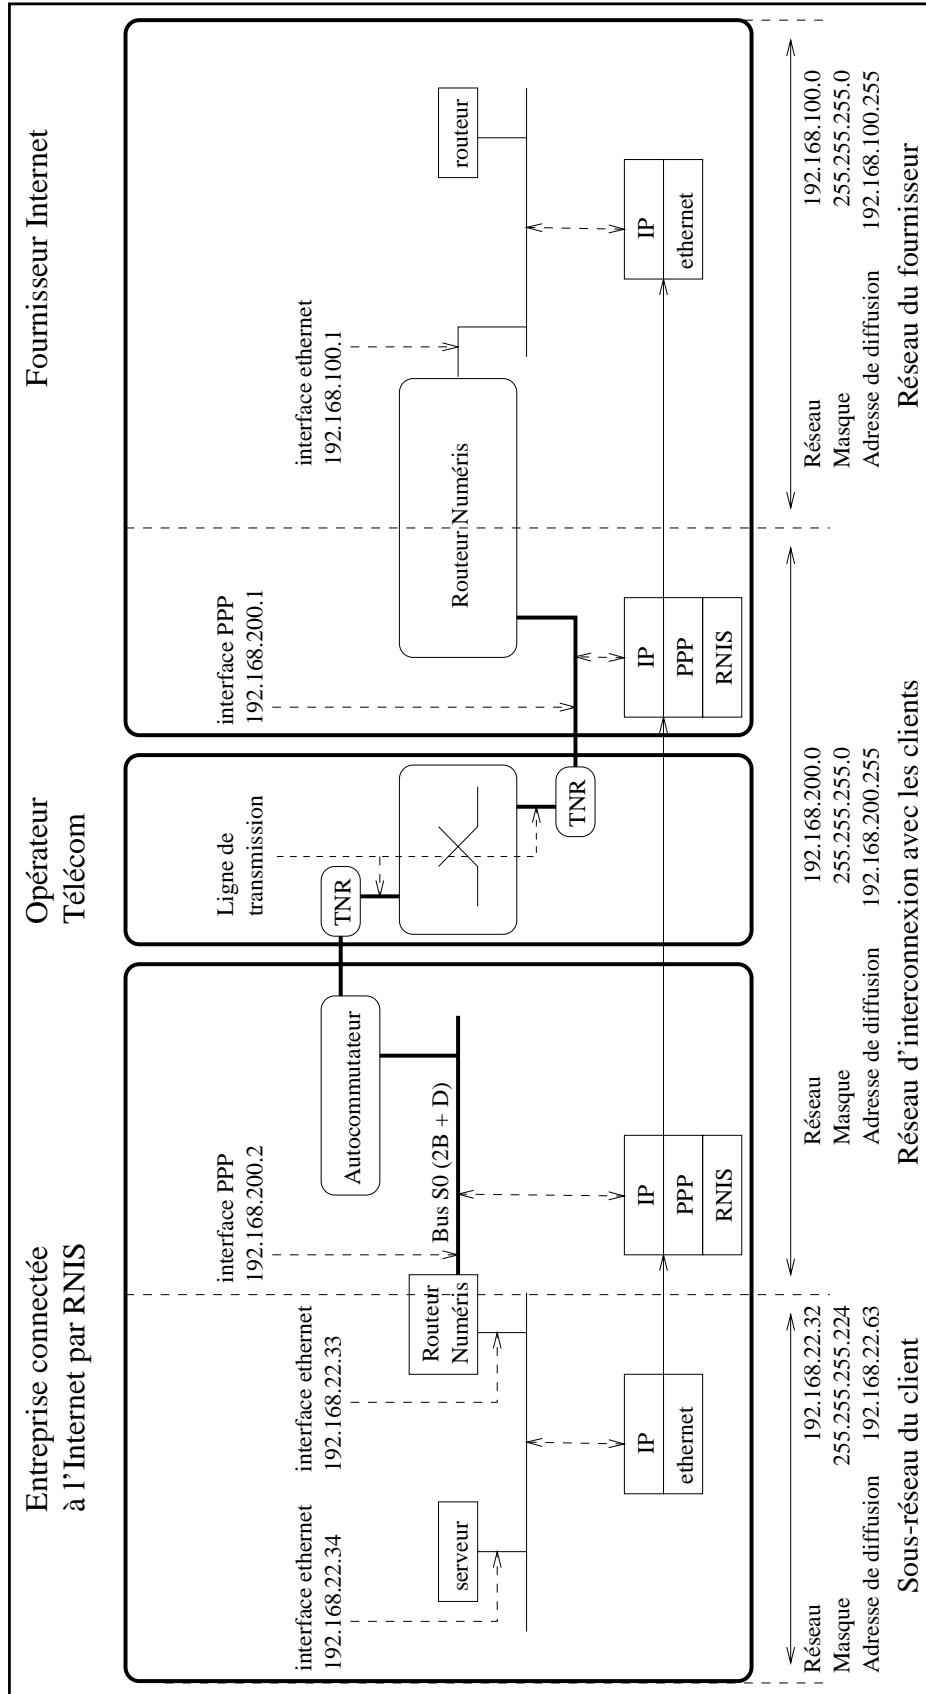 Entreprise connectée
à l'Internet par RNIS
Opérateur
Télécom
Fournisseur Internet
interface ethernet
192.168.22.34
interface ethernet
192.168.22.33
interface PPP
192.168.200.2
Ligne de
transmission
interface PPP
192.168.200.1
interface ethernet
192.168.100.1
serveur
Routeur
Numéris
Bus S0 (2B + D)
Autocommutateur
TNR
TNR
Routeur Numéris
routeur
IP
ethernet
IP
PPP
RNIS
IP
PPP
RNIS
IP
ethernet
Réseau 192.168.22.32
Masque 255.255.255.224
Adresse de diffusion 192.168.22.63
Sous-réseau du client
Réseau 192.168.200.0
Masque 255.255.255.0
Adresse de diffusion 192.168.200.255
Réseau d'interconnexion avec les clients
Réseau 192.168.100.0
Masque 255.255.255.0
Adresse de diffusion 192.168.100.255
Réseau du fournisseur